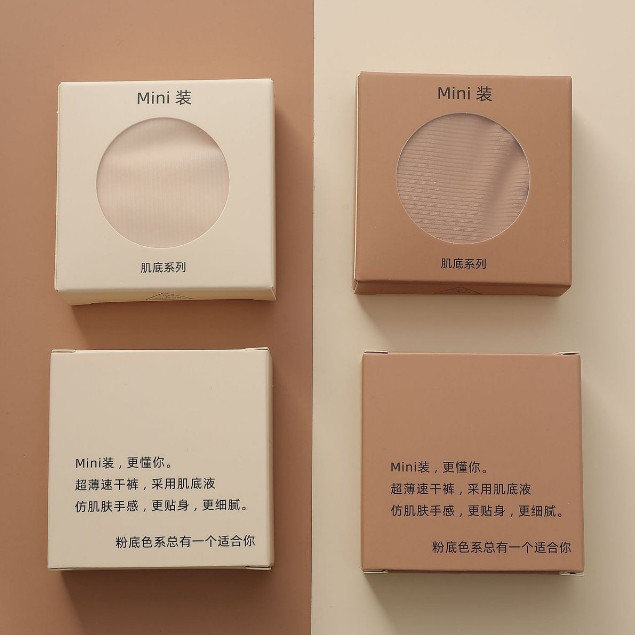 Mini 装
肌底系列
Mini 装
肌底系列
Mini装，更懂你。
超薄速干裤，采用肌底液
仿肌肤手感，更贴身，更细腻。
粉底色系总有一个适合你
Mini装，更懂你。
超薄速干裤，采用肌底液
仿肌肤手感，更贴身，更细腻。
粉底色系总有一个适合你